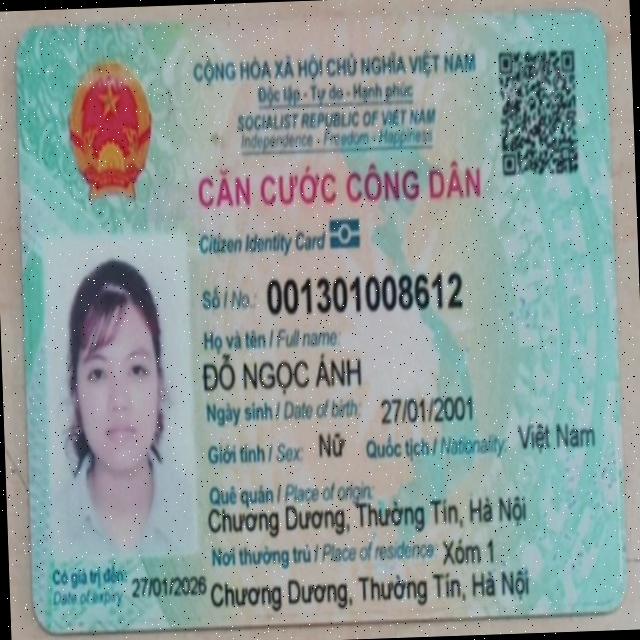 CỘNG HÒA XÃ HỘI CHỦ NGHĨA VIỆT NAM
Độc lập - Tự do - Hạnh phúc
SOCIALIST REPUBLIC OF VIET NAM
Independence - Freedom - Happiness
CĂN CƯỚC CÔNG DÂN
Citizen Identity Card
Số / No.: 001301008612
Họ và tên / Full name:
ĐỖ NGỌC ÁNH
Ngày sinh / Date of birth: 27/01/2001
Giới tính / Sex: Nữ Quốc tịch / Nationality: Việt Nam
Quê quán / Place of origin:
Chương Dương, Thường Tín, Hà Nội
Nơi thường trú / Place of residence: Xóm 1
Chương Dương, Thường Tín, Hà Nội
Có giá trị đến: 27/01/2026
Date of expiry